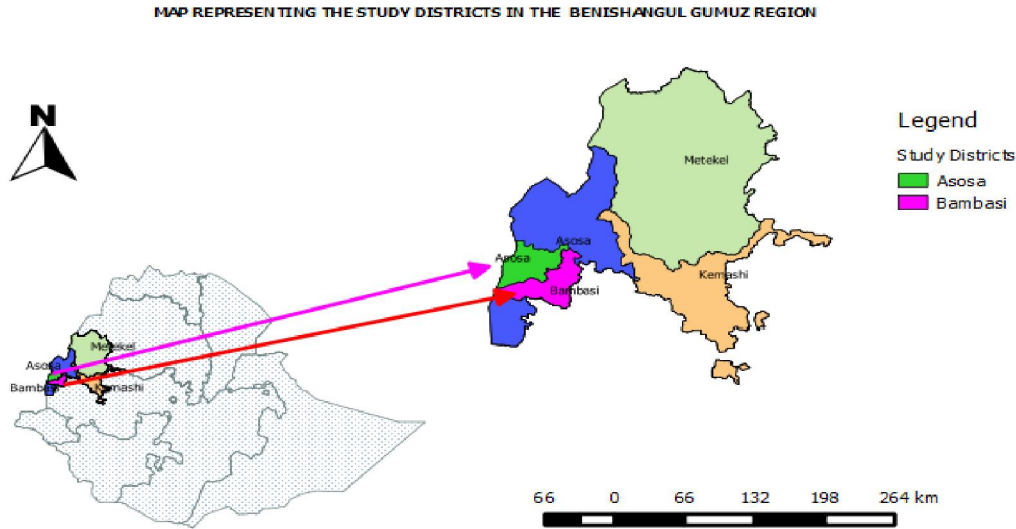 MAP REPRESENTING THE STUDY DISTRICTS IN THE BENISHANGUL GUMUZ REGION
N
Legend
Study Districts
Asosa
Bambasi
Metekel
Asosa
Asosa
Kemashi
Bambasi
Metekel
Asosa
Bambasi
66 0 66 132 198 264 km